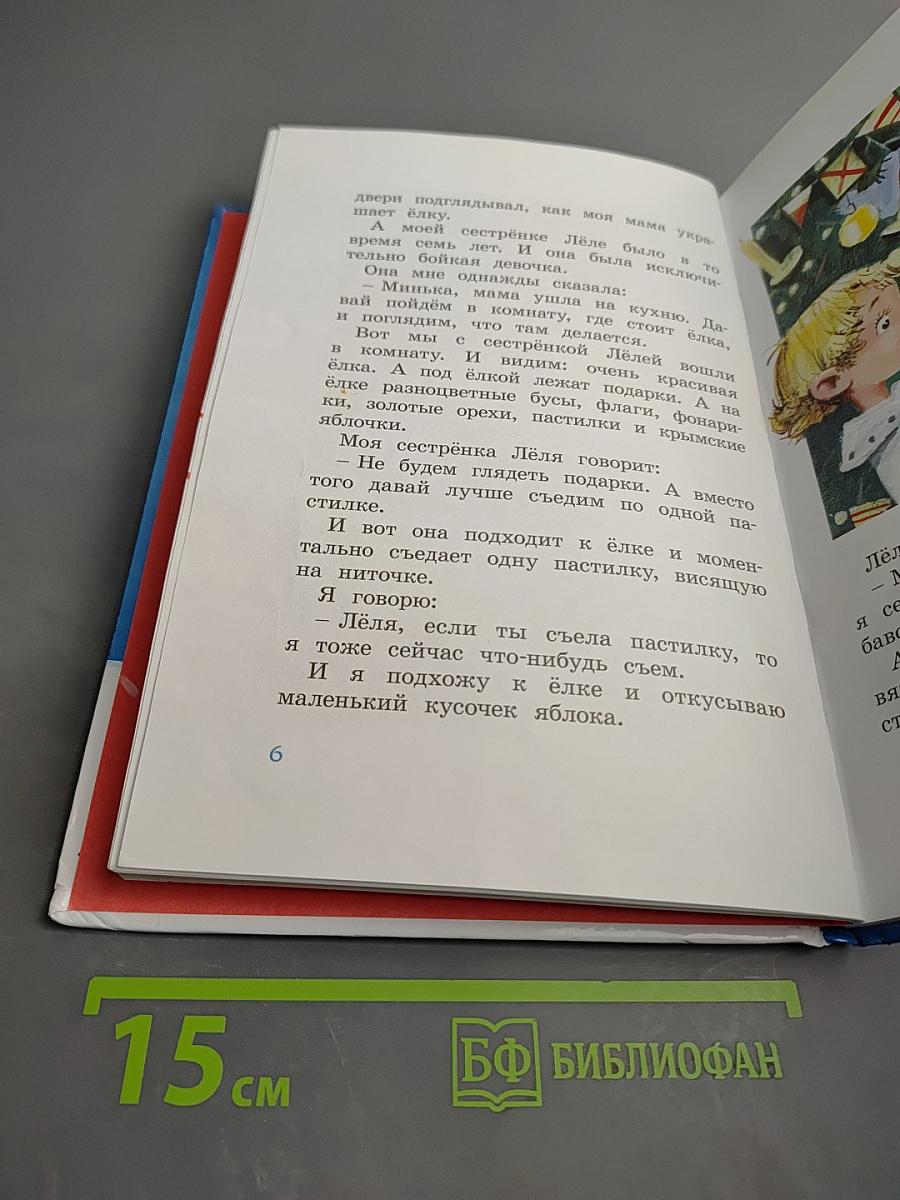 двери подглядывал, как моя мама укра-
шает ёлку.
А моей сестрёнке Лёле было в то
время семь лет. И она была исключи-
тельно бойкая девочка.
Она мне однажды сказала:
– Минька, мама ушла на кухню. Да-
вай пойдём в комнату, где стоит ёлка,
и поглядим, что там делается.
Вот мы с сестрёнкой Лёлей вошли
в комнату. И видим: очень красивая
ёлка. А под ёлкой лежат подарки. А на
ёлке разноцветные бусы, флаги, фонари-
ки, золотые орехи, пастилки и крымские
яблочки.
Моя сестрёнка Лёля говорит:
– Не будем глядеть подарки. А вместо
того давай лучше съедим по одной па-
стилке.
И вот она подходит к ёлке и момен-
тально съедает одну пастилку, висящую
на ниточке.
Я говорю:
– Лёля, если ты съела пастилку, то
я тоже сейчас что-нибудь съем.
И я подхожу к ёлке и откусываю
маленький кусочек яблока.
6
15 см
БФ БИБЛИОФАН